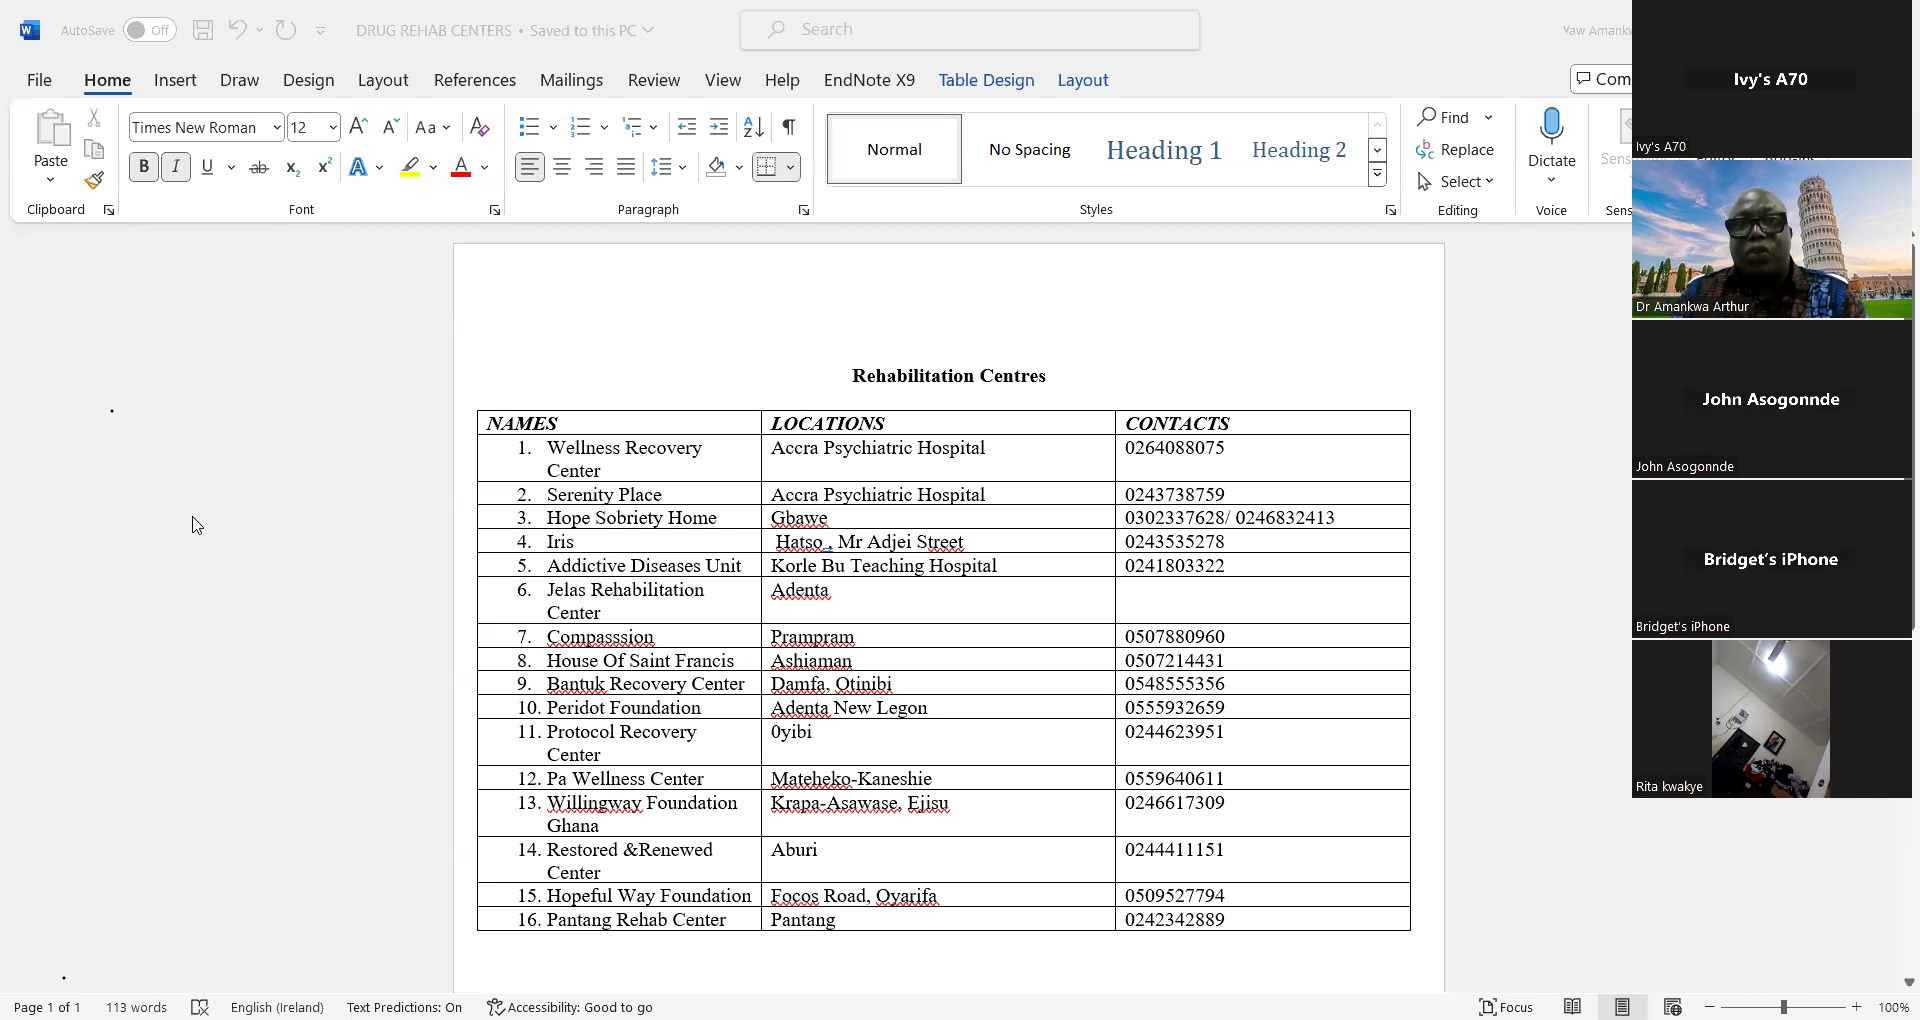 AutoSave Off DRUG REHAB CENTERS • Saved to this PC Search
File Home Insert Draw Design Layout References Mailings Review View Help EndNote X9 Table Design Layout
Paste Times New Roman 12 Aa Normal No Spacing Heading 1 Heading 2 Find Replace Select Dictate
Clipboard Font Paragraph Styles Editing Voice
Rehabilitation Centres
NAMES LOCATIONS CONTACTS
1. Wellness Recovery Accra Psychiatric Hospital 0264088075
Center
2. Serenity Place Accra Psychiatric Hospital 0243738759
3. Hope Sobriety Home Gbawe 0302337628/ 0246832413
4. Iris Hatso , Mr Adjei Street 0243535278
5. Addictive Diseases Unit Korle Bu Teaching Hospital 0241803322
6. Jelas Rehabilitation Adenta
Center
7. Compasssion Prampram 0507880960
8. House Of Saint Francis Ashiaman 0507214431
9. Bantuk Recovery Center Damfa, Otinibi 0548555356
10. Peridot Foundation Adenta New Legon 0555932659
11. Protocol Recovery 0yibi 0244623951
Center
12. Pa Wellness Center Mateheko-Kaneshie 0559640611
13. Willingway Foundation Krapa-Asawase, Ejisu 0246617309
Ghana
14. Restored &Renewed Aburi 0244411151
Center
15. Hopeful Way Foundation Focos Road, Oyarifa 0509527794
16. Pantang Rehab Center Pantang 0242342889
Page 1 of 1 113 words English (Ireland) Text Predictions: On Accessibility: Good to go Focus 100%
Ivy's A70
Ivy's A70
Dr Amankwa Arthur
John Asogonnde
John Asogonnde
Bridget's iPhone
Bridget's iPhone
Rita kwakye